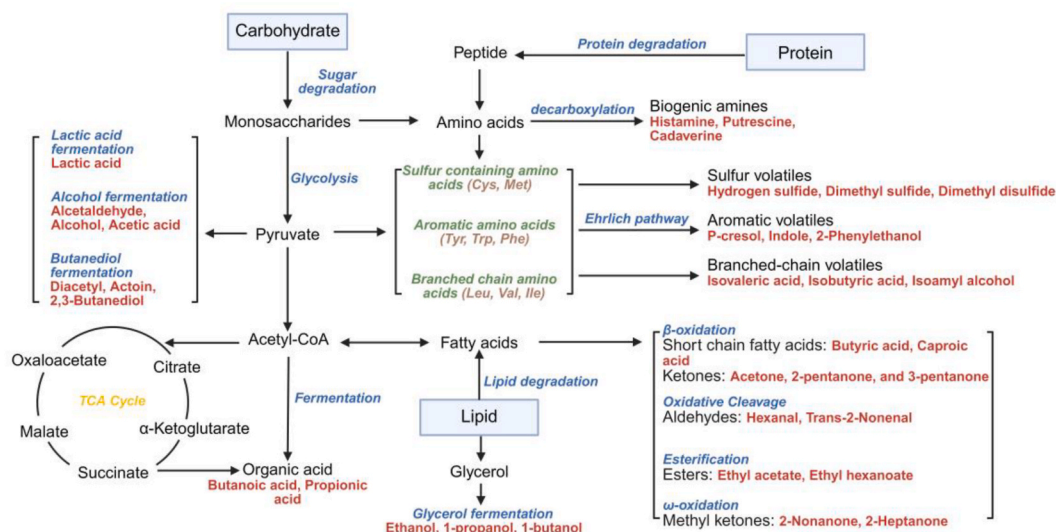 Carbohydrate
Protein
Protein degradation
Peptide
Sugar
degradation
Monosaccharides
Amino acids
decarboxylation
Biogenic amines
Histamine, Putrescine,
Cadaverine
Lactic acid
fermentation
Lactic acid
Alcohol fermentation
Alcetaldehyde,
Alcohol, Acetic acid
Butanediol
fermentation
Diacetyl, Actoin,
2,3-Butanediol
Glycolysis
Pyruvate
Sulfur containing amino
acids (Cys, Met)
Aromatic amino acids
(Tyr, Trp, Phe)
Branched chain amino
acids (Leu, Val, Ile)
Ehrlich pathway
Sulfur volatiles
Hydrogen sulfide, Dimethyl sulfide, Dimethyl disulfide
Aromatic volatiles
P-cresol, Indole, 2-Phenylethanol
Branched-chain volatiles
Isovaleric acid, Isobutyric acid, Isoamyl alcohol
Acetyl-CoA
Fatty acids
Oxaloacetate
Citrate
TCA Cycle
Malate
α-Ketoglutarate
Succinate
Fermentation
Organic acid
Butanoic acid, Propionic
acid
Lipid degradation
Lipid
Glycerol
Glycerol fermentation
Ethanol, 1-propanol, 1-butanol
β-oxidation
Short chain fatty acids: Butyric acid, Caproic
acid
Ketones: Acetone, 2-pentanone, and 3-pentanone
Oxidative Cleavage
Aldehydes: Hexanal, Trans-2-Nonenal
Esterification
Esters: Ethyl acetate, Ethyl hexanoate
ω-oxidation
Methyl ketones: 2-Nonanone, 2-Heptanone